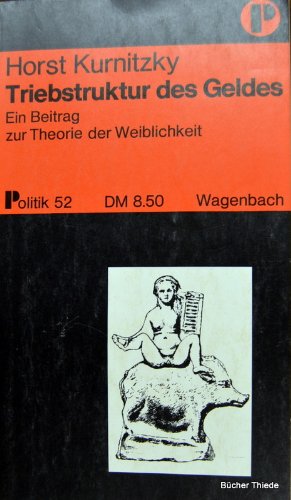 Horst Kurnitzky
Triebstruktur des Geldes
Ein Beitrag
zur Theorie der Weiblichkeit
Politik 52 DM 8.50 Wagenbach
Bücher Thiede